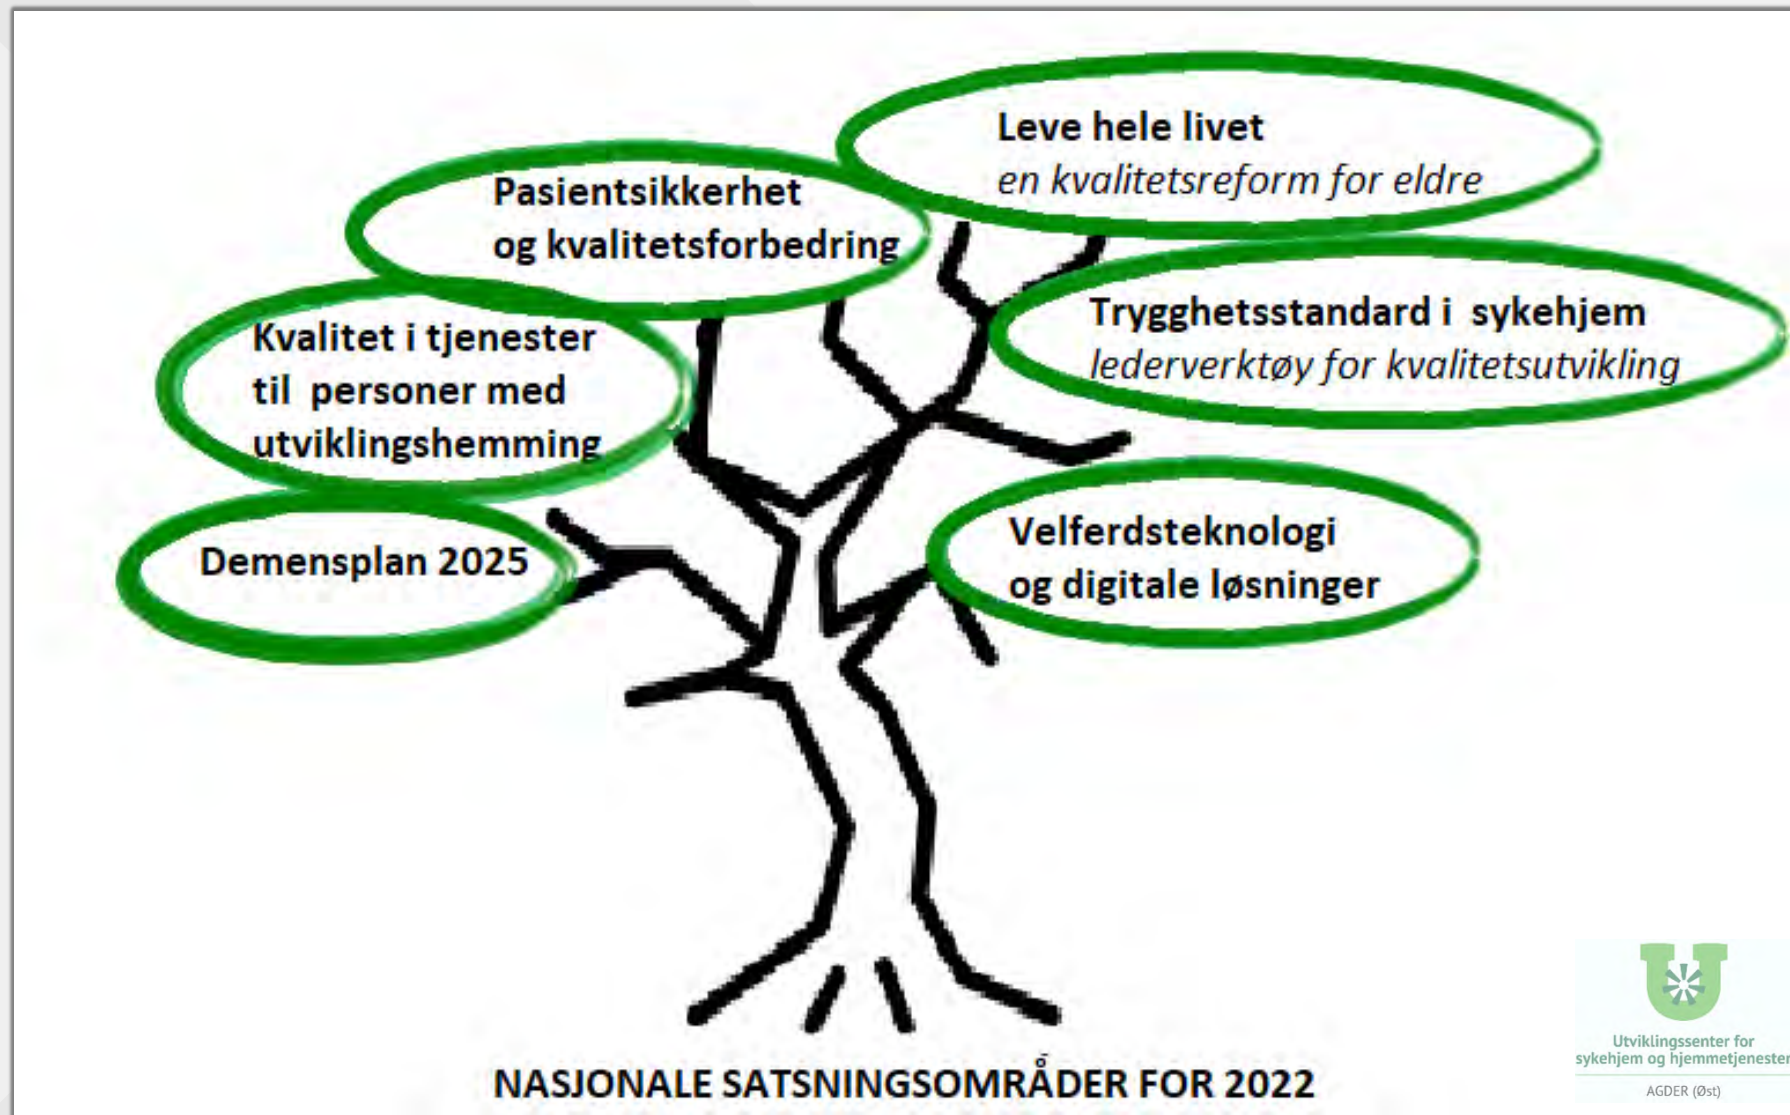 Leve hele livet
en kvalitetsreform for eldre
Pasientsikkerhet
og kvalitetsforbedring
Trygghetsstandard i  sykehjem
lederverktøy for kvalitetsutvikling
Kvalitet i tjenester
til  personer med
utviklingshemming
Demensplan 2025
Velferdsteknologi
og digitale løsninger
NASJONALE SATSNINGSOMRÅDER FOR 2022
Utviklingssenter for
sykehjem og hjemmetjenester
AGDER (Øst)